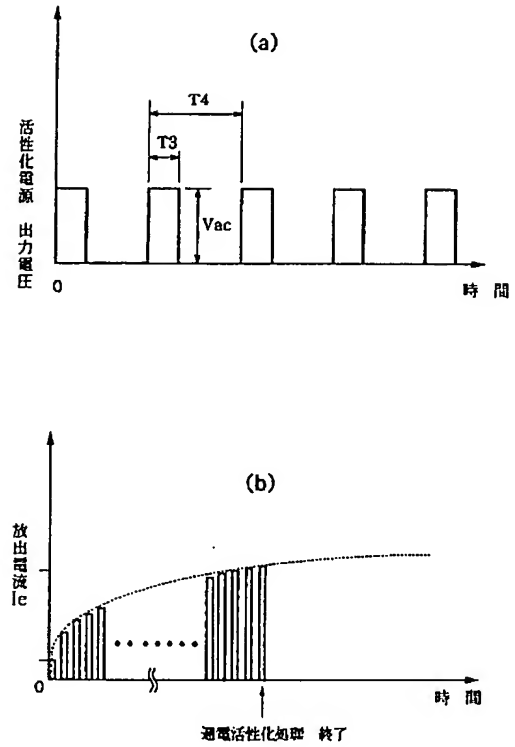 (a)
T4
T3
Vac
活性化電源 出力電圧
0
時 間
(b)
放出電流 Ie
0
時 間
通電活性化処理 終了